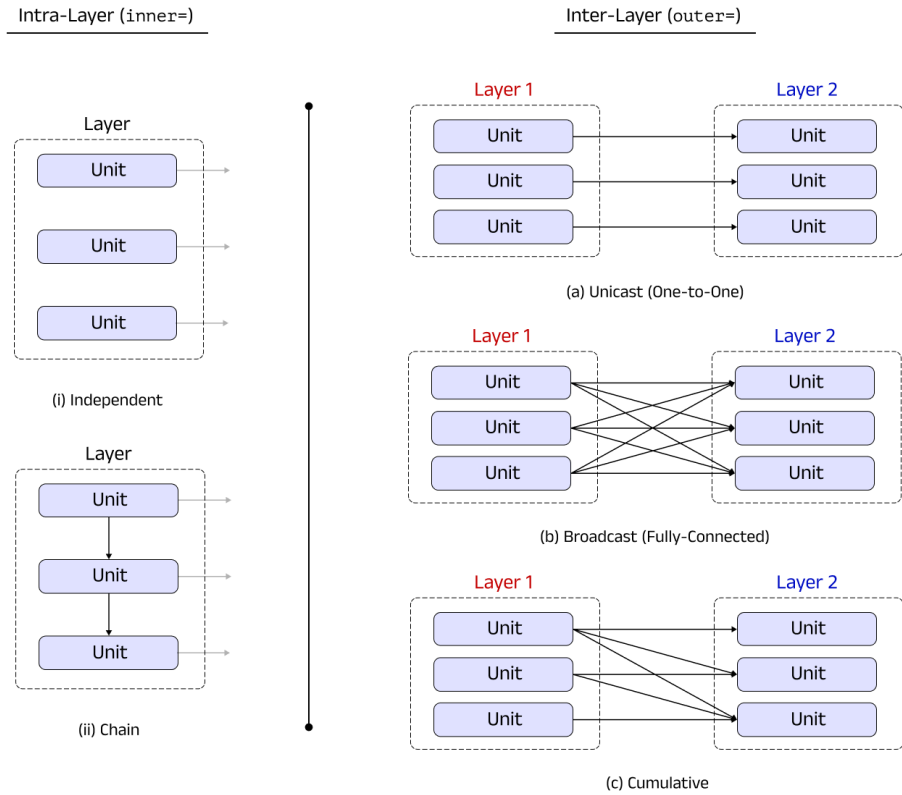 Intra-Layer (inner=)
Layer
Unit
Unit
Unit
(i) Independent
Layer
Unit
Unit
Unit
(ii) Chain
Inter-Layer (outer=)
Layer 1
Layer 2
Unit
Unit
Unit
Unit
Unit
Unit
(a) Unicast (One-to-One)
Layer 1
Layer 2
Unit
Unit
Unit
Unit
Unit
Unit
(b) Broadcast (Fully-Connected)
Layer 1
Layer 2
Unit
Unit
Unit
Unit
Unit
Unit
(c) Cumulative